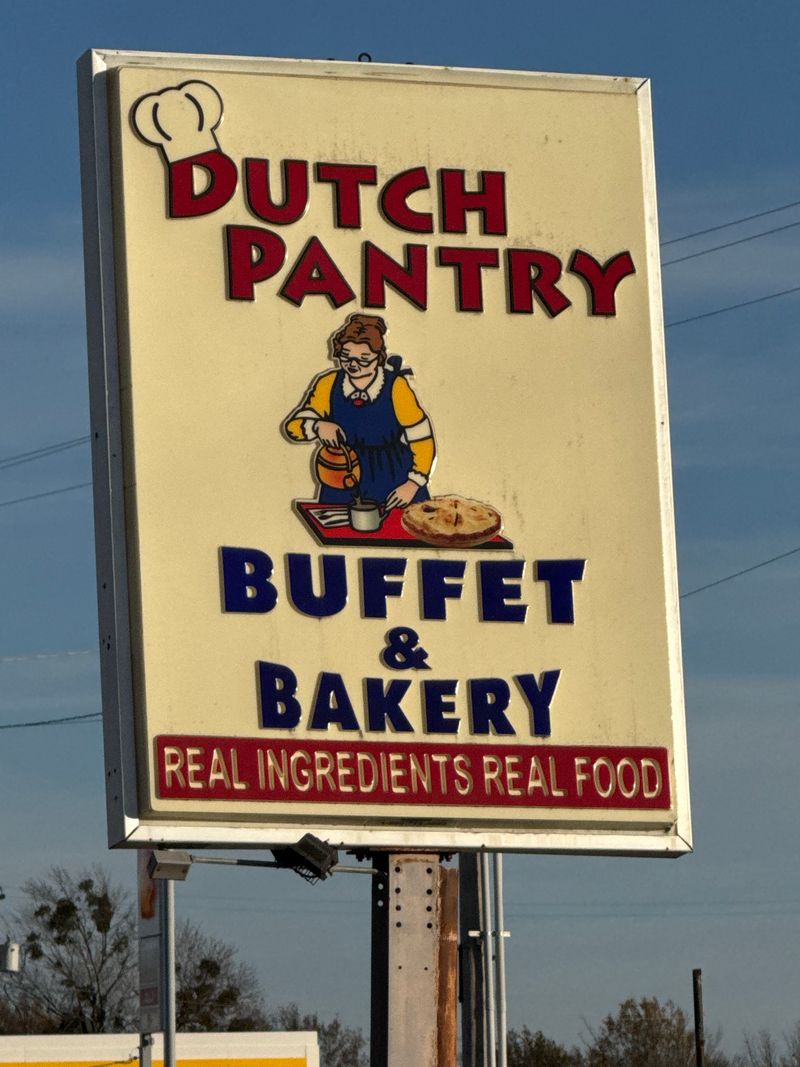 DUTCH
PANTRY
BUFFET
&
BAKERY
REAL INGREDIENTS REAL FOOD